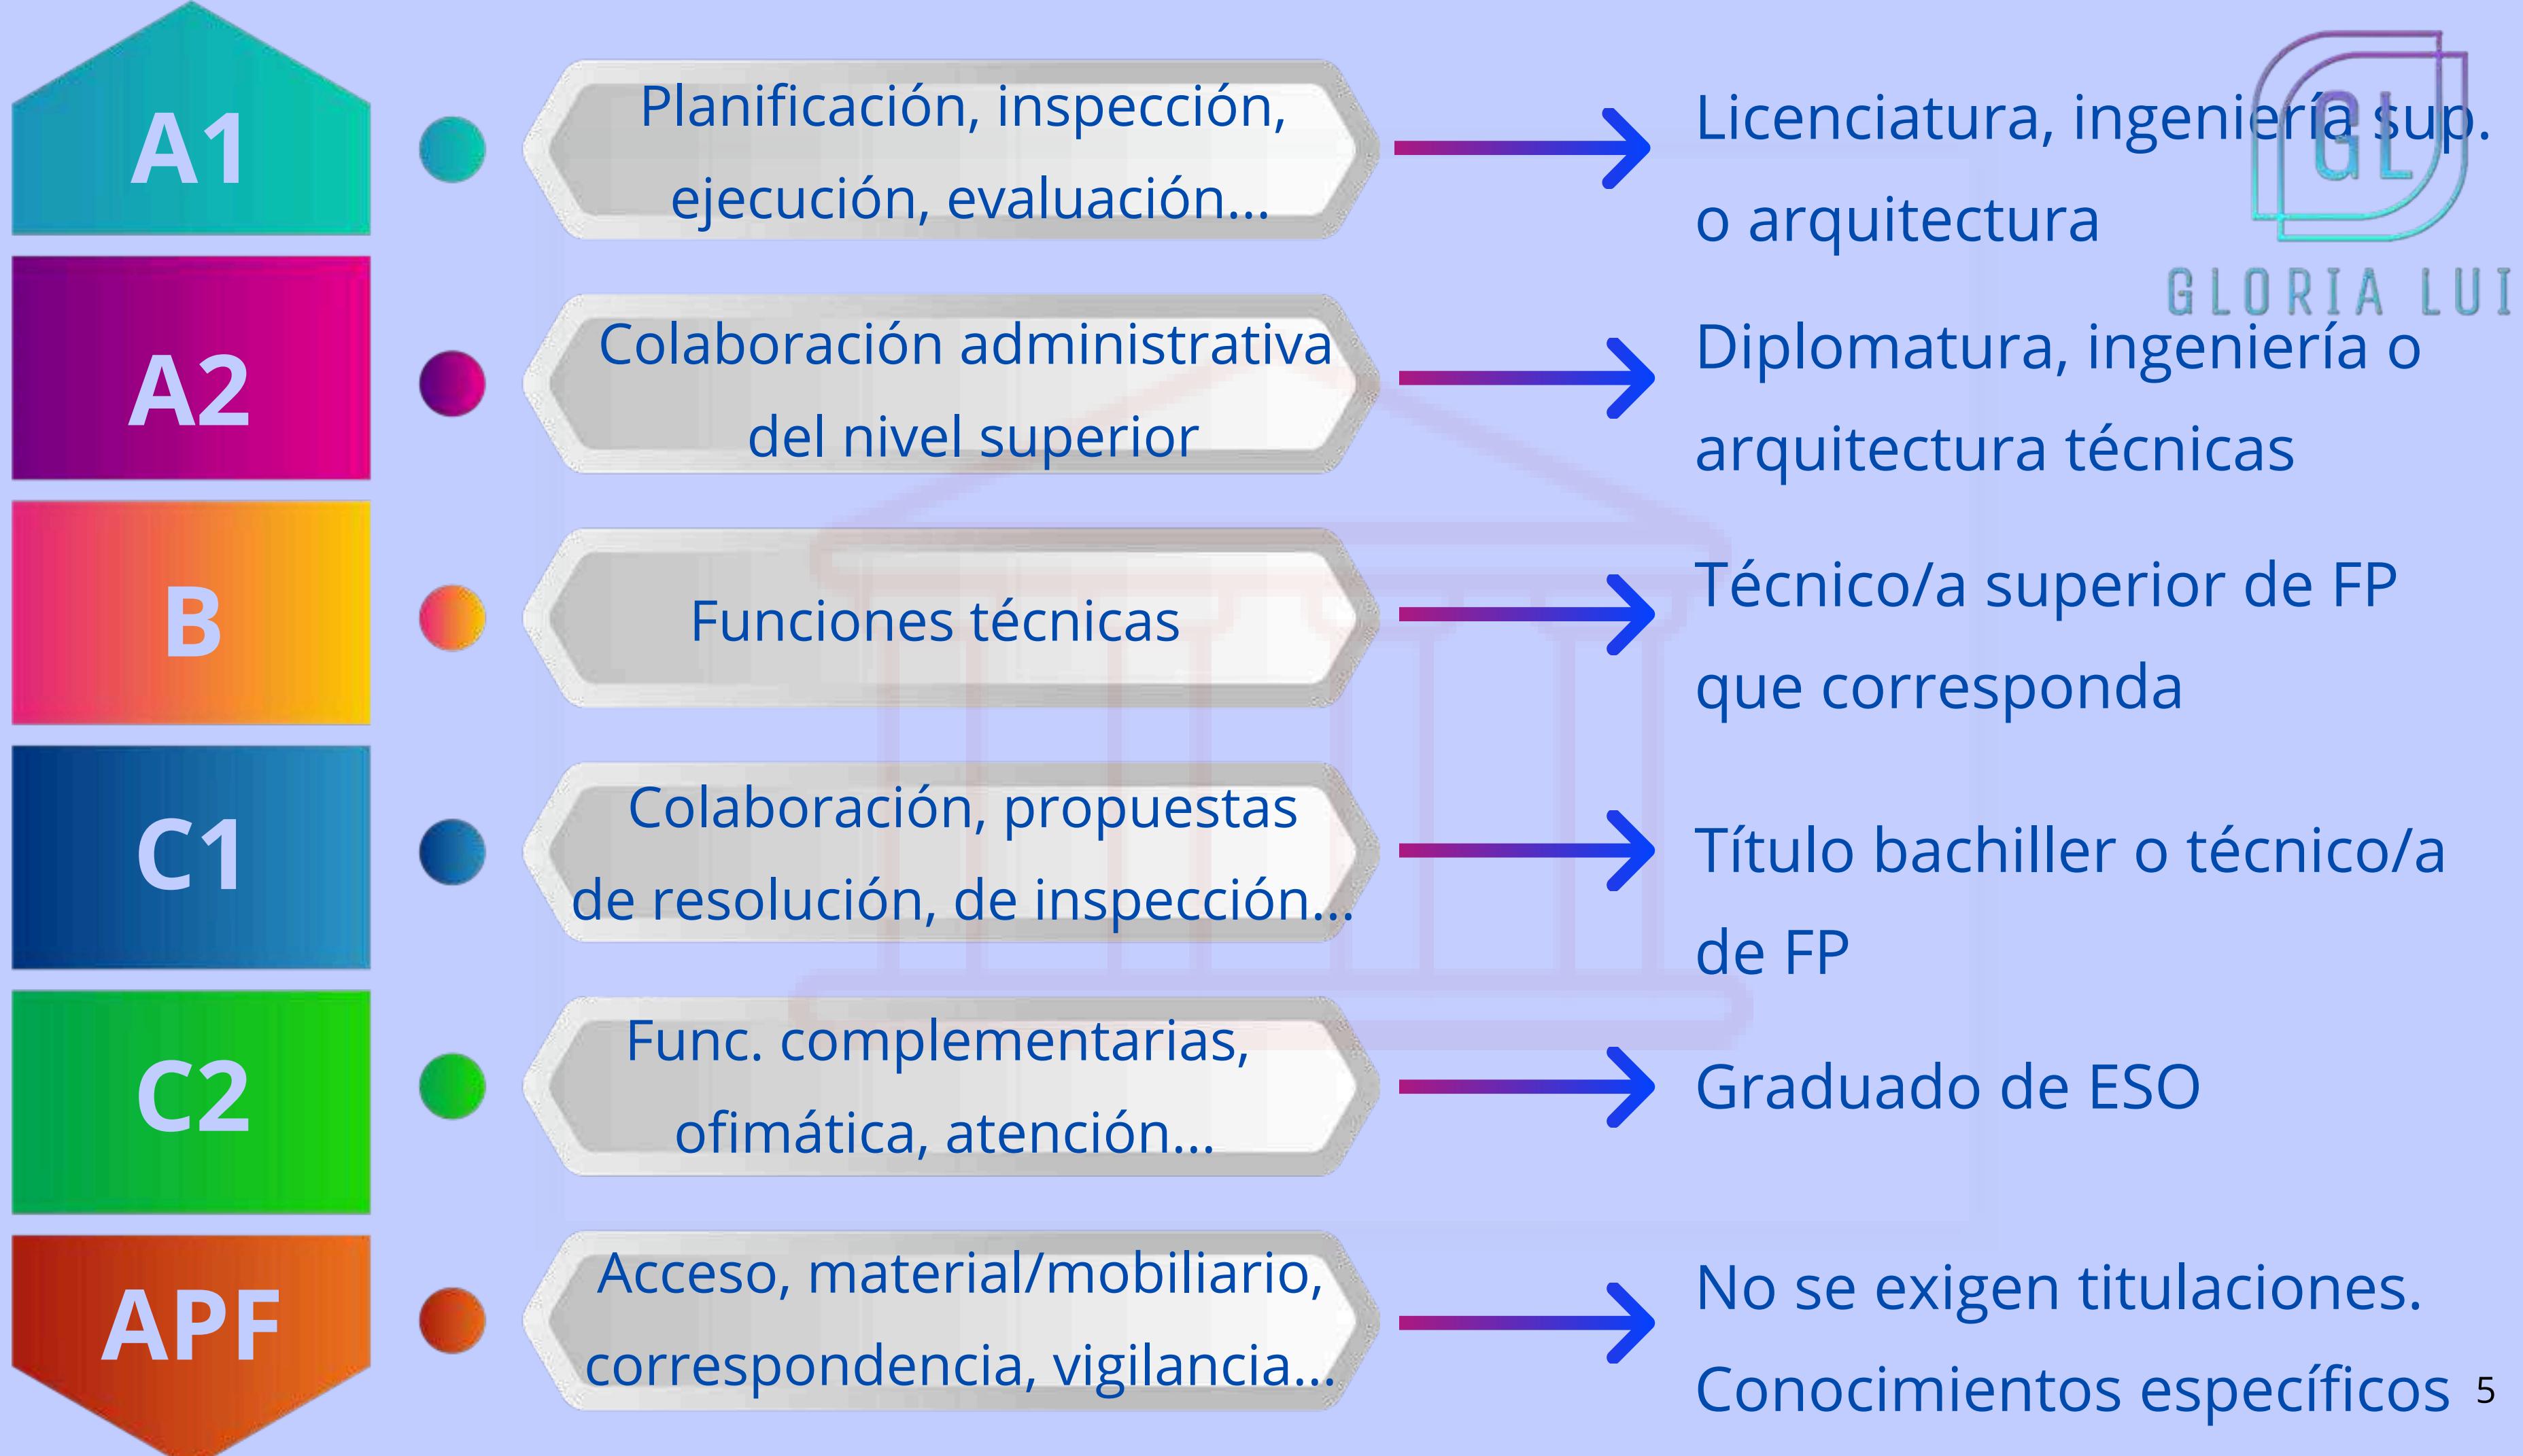 A1
Planificación, inspección,
ejecución, evaluación...
Licenciatura, ingeniería sup.
o arquitectura
GL
GLORIA LUI
A2
Colaboración administrativa
del nivel superior
Diplomatura, ingeniería o
arquitectura técnicas
B
Funciones técnicas
Técnico/a superior de FP
que corresponda
C1
Colaboración, propuestas
de resolución, de inspección...
Título bachiller o técnico/a
de FP
C2
Func. complementarias,
ofimática, atención...
Graduado de ESO
APF
Acceso, material/mobiliario,
correspondencia, vigilancia...
No se exigen titulaciones.
Conocimientos específicos
5